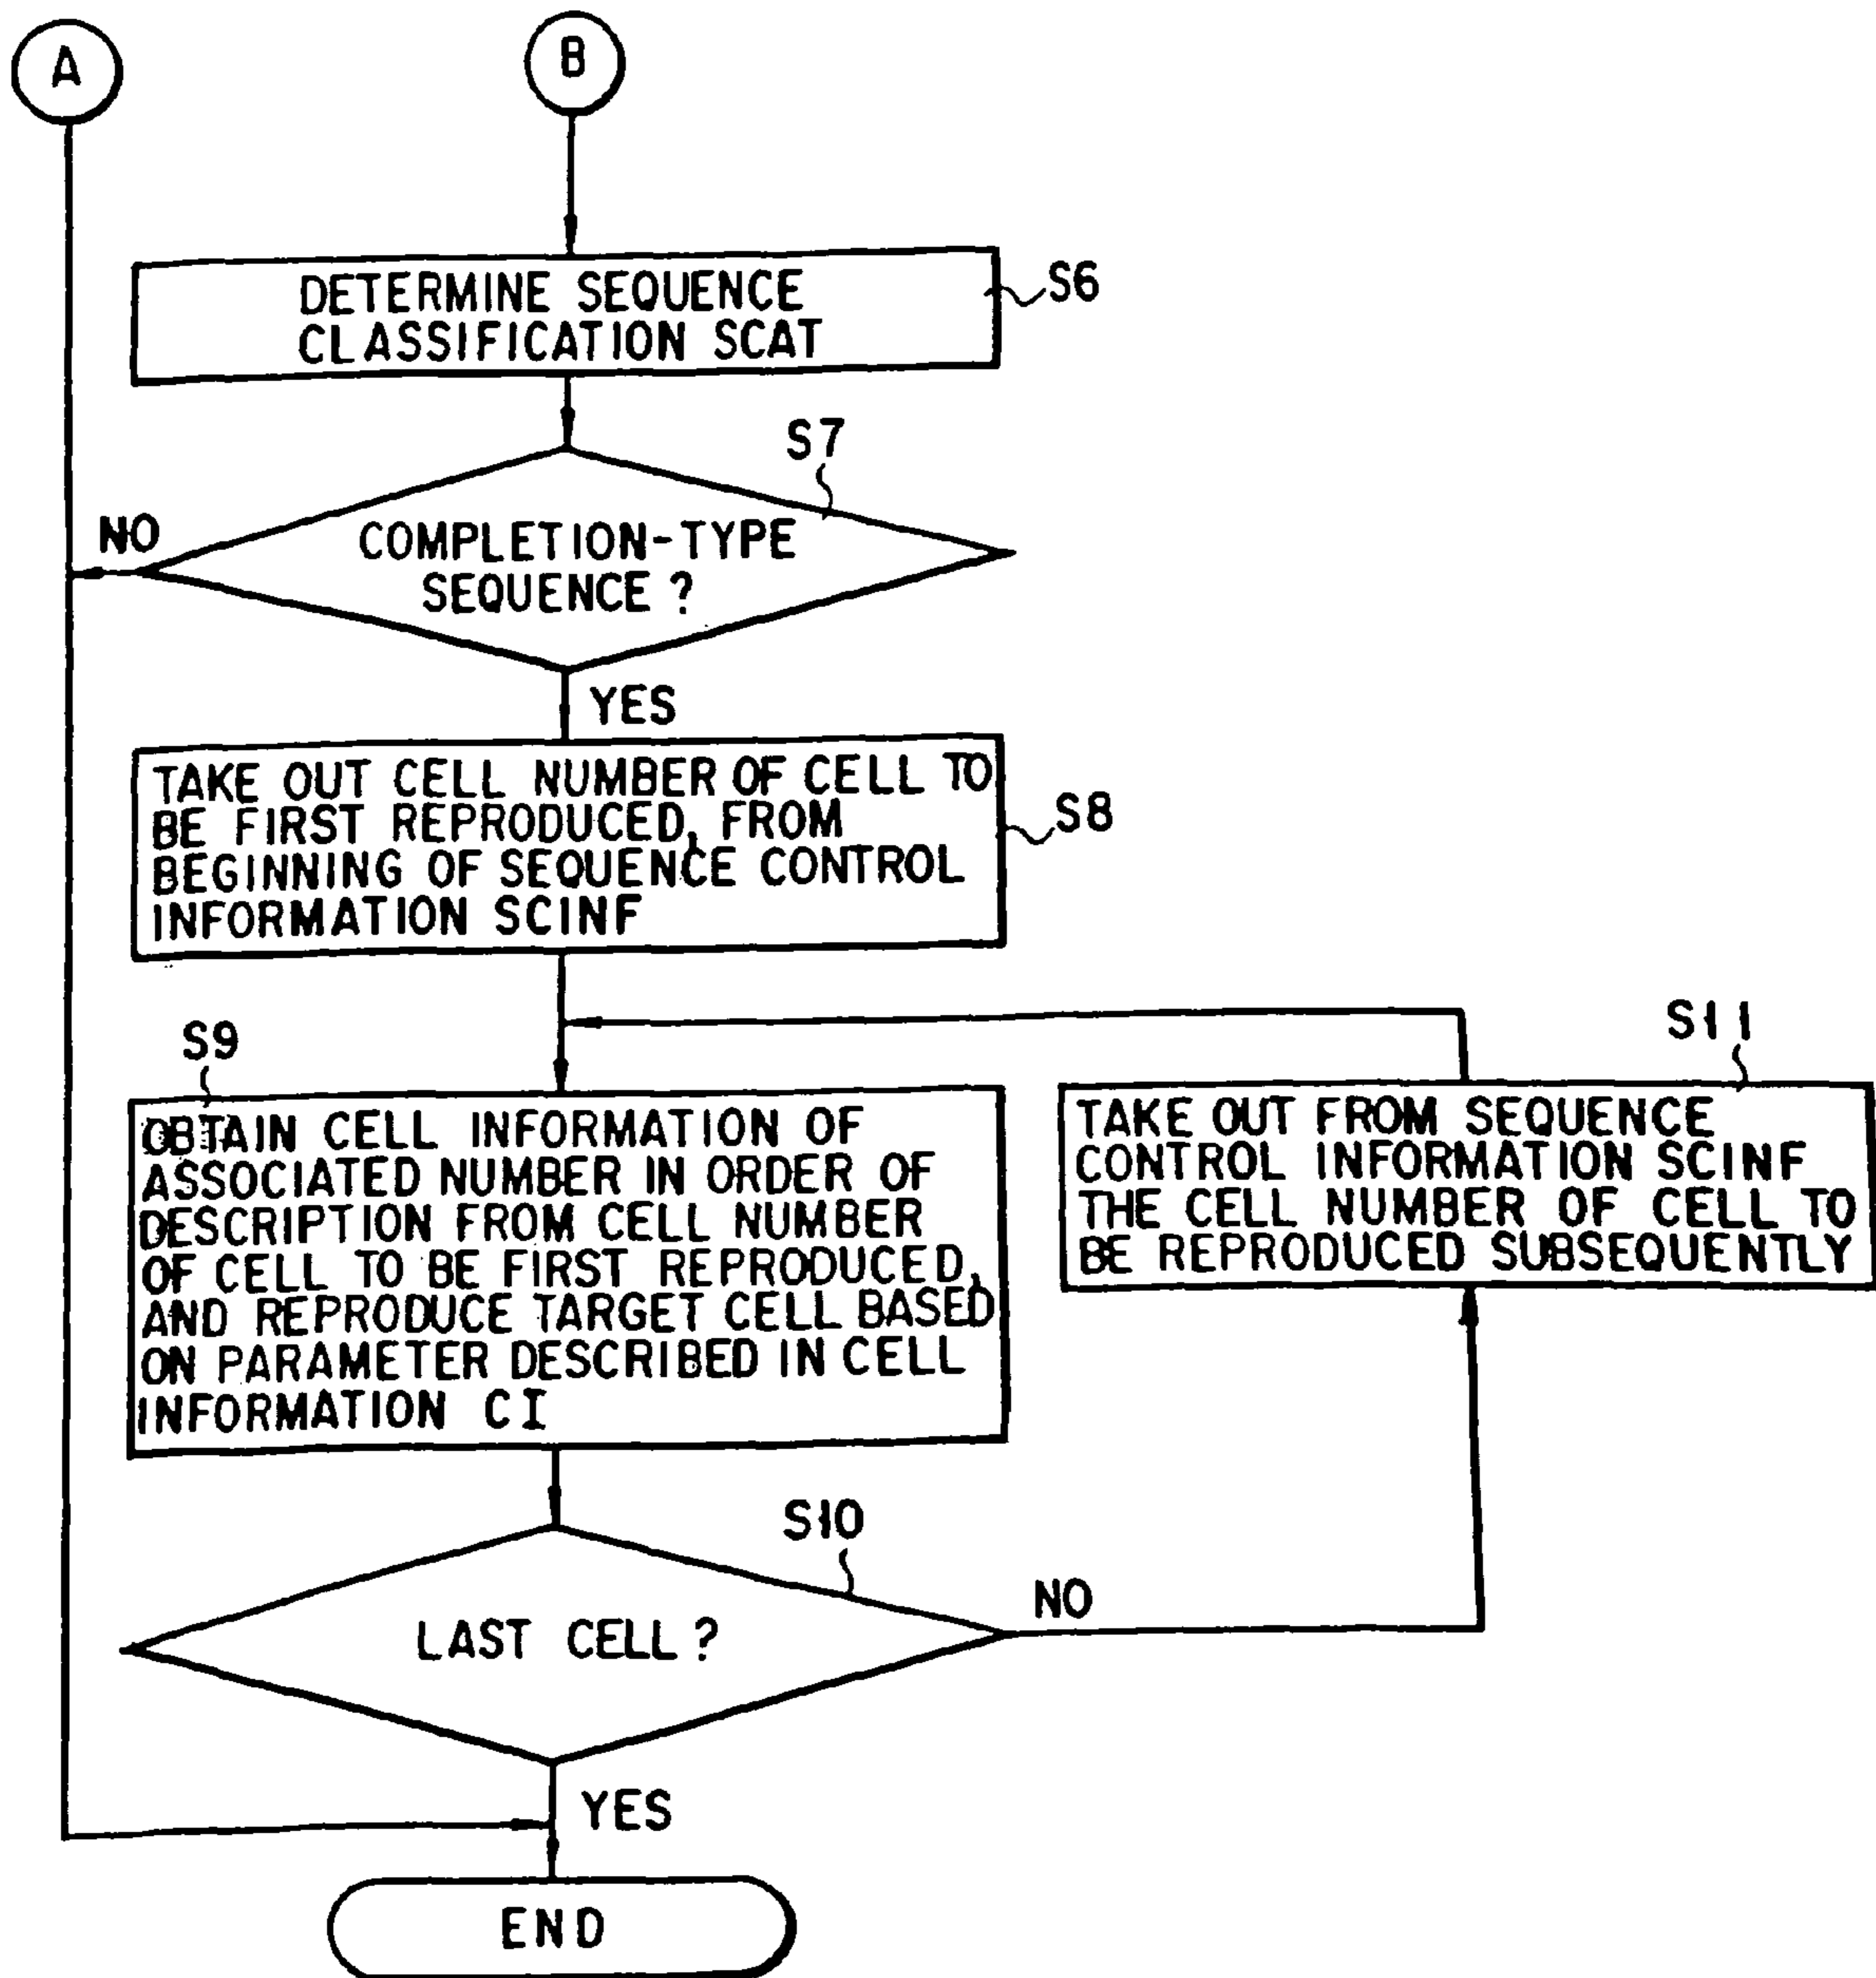 A
B
DETERMINE SEQUENCE
CLASSIFICATION SCAT
S6
S7
NO
COMPLETION-TYPE
SEQUENCE ?
YES
TAKE OUT CELL NUMBER OF CELL TO
BE FIRST REPRODUCED, FROM
BEGINNING OF SEQUENCE CONTROL
INFORMATION SCINF
S8
S9
OBTAIN CELL INFORMATION OF
ASSOCIATED NUMBER IN ORDER OF
DESCRIPTION FROM CELL NUMBER
OF CELL TO BE FIRST REPRODUCED,
AND REPRODUCE TARGET CELL BASED
ON PARAMETER DESCRIBED IN CELL
INFORMATION CI
S11
TAKE OUT FROM SEQUENCE
CONTROL INFORMATION SCINF
THE CELL NUMBER OF CELL TO
BE REPRODUCED SUBSEQUENTLY
S10
LAST CELL ?
NO
YES
END